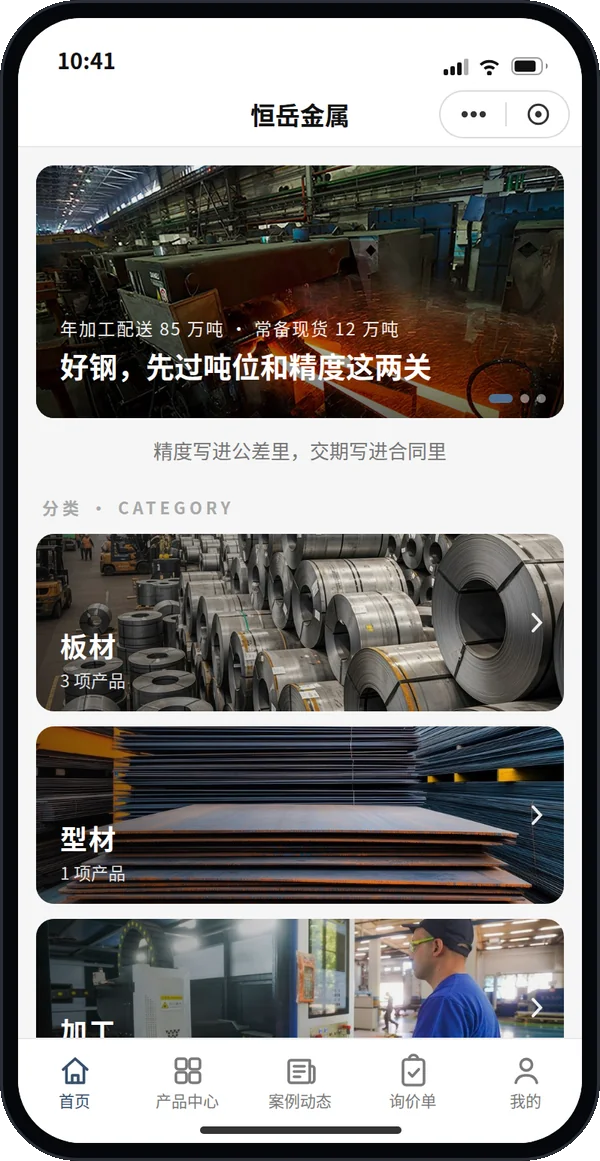 10:41
恒岳金属
年加工配送 85 万吨 · 常备现货 12 万吨
好钢，先过吨位和精度这两关
精度写进公差里，交期写进合同里
分类 · CATEGORY
板材
3 项产品
型材
1 项产品
加工
首页
产品中心
案例动态
询价单
我的